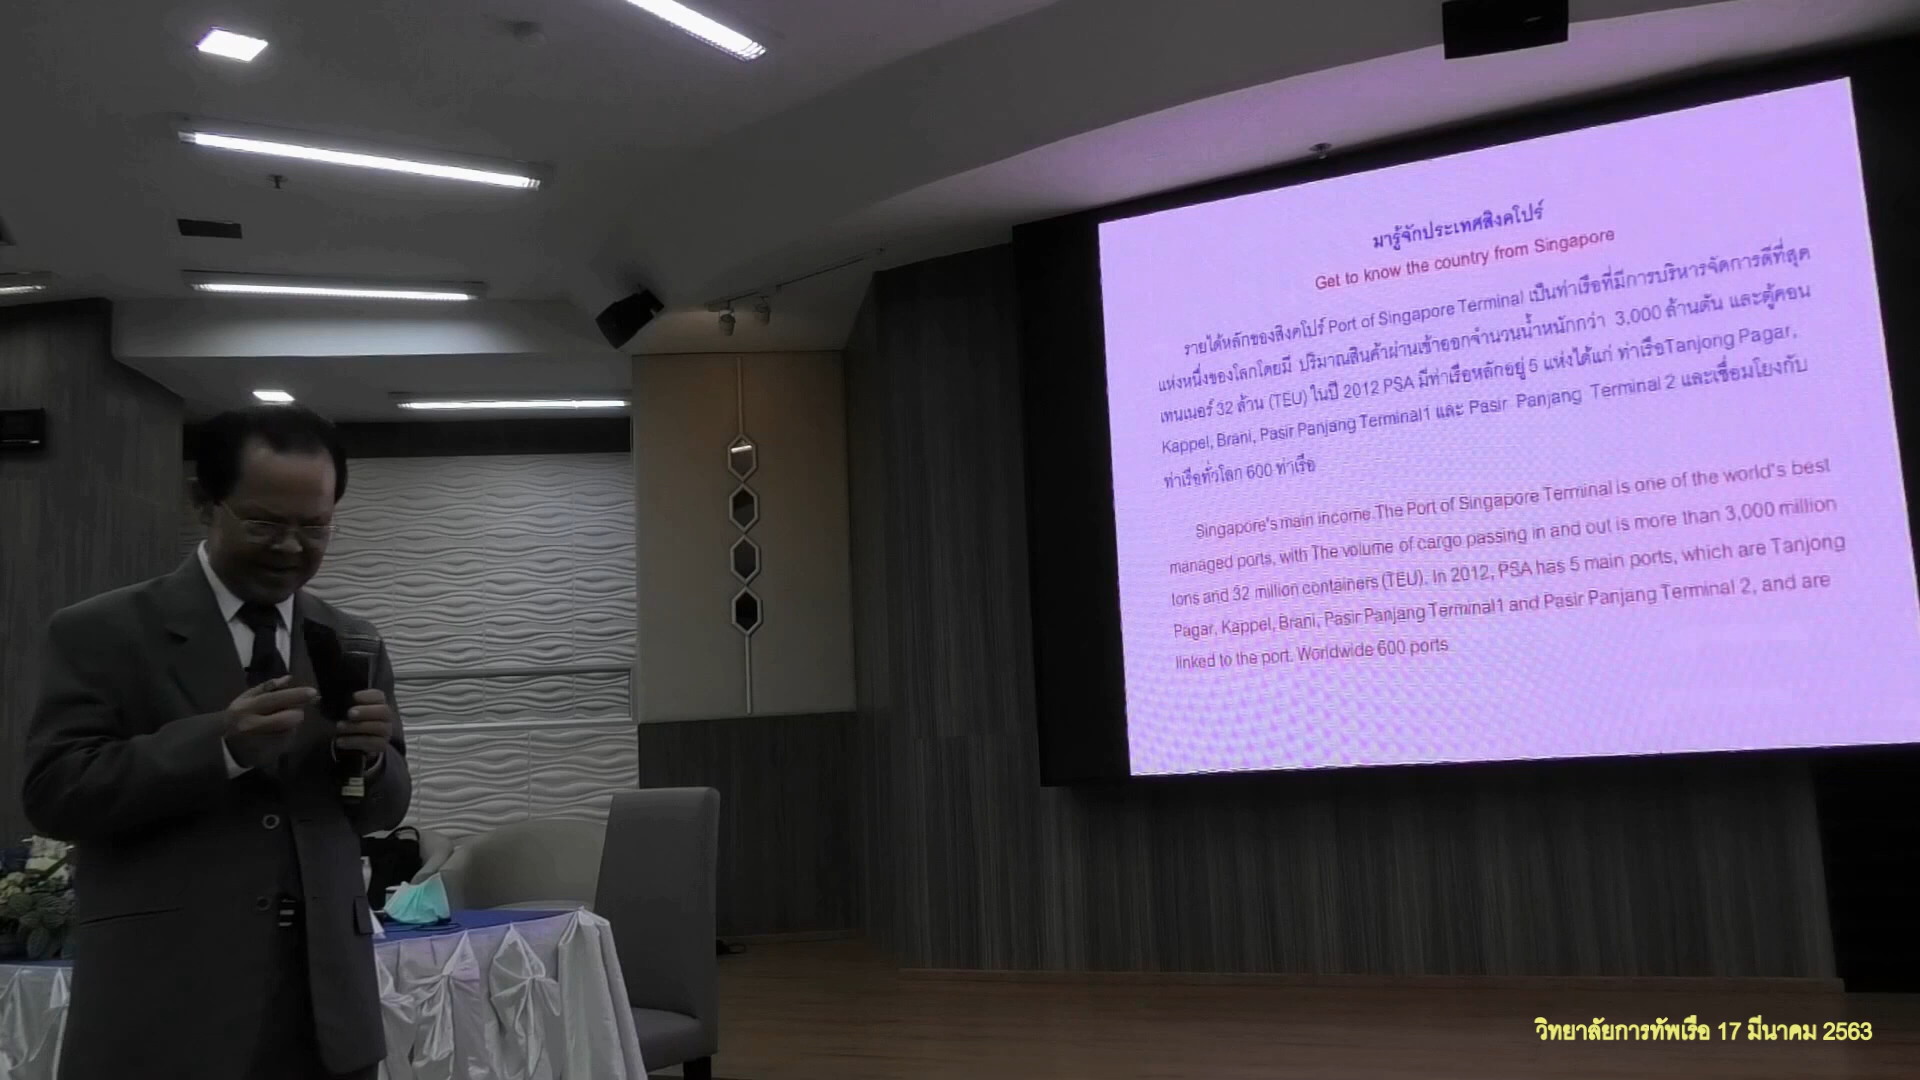 มารู้จักประเทศสิงคโปร์
Get to know the country from Singapore
รายได้หลักของสิงคโปร์ Port of Singapore Terminal เป็นท่าเรือที่มีการบริหารจัดการดีที่สุด
แห่งหนึ่งของโลกโดยมี ปริมาณสินค้าผ่านเข้าออกจำนวนน้ำหนักกว่า 3,000 ล้านตัน และตู้คอน
เทนเนอร์ 32 ล้าน (TEU) ในปี 2012 PSA มีท่าเรือหลักอยู่ 5 แห่งได้แก่ ท่าเรือTanjong Pagar,
Kappel, Brani, Pasir Panjang Terminal1 และ Pasir Panjang Terminal 2 และเชื่อมโยงกับ
ท่าเรือทั่วโลก 600 ท่าเรือ
Singapore's main income.The Port of Singapore Terminal is one of the world's best
managed ports, with The volume of cargo passing in and out is more than 3,000 million
tons and 32 million containers (TEU). In 2012, PSA has 5 main ports, which are Tanjong
Pagar, Kappel, Brani, Pasir Panjang Terminal1 and Pasir Panjang Terminal 2, and are
linked to the port. Worldwide 600 ports
วิทยาลัยการทัพเรือ 17 มีนาคม 2563